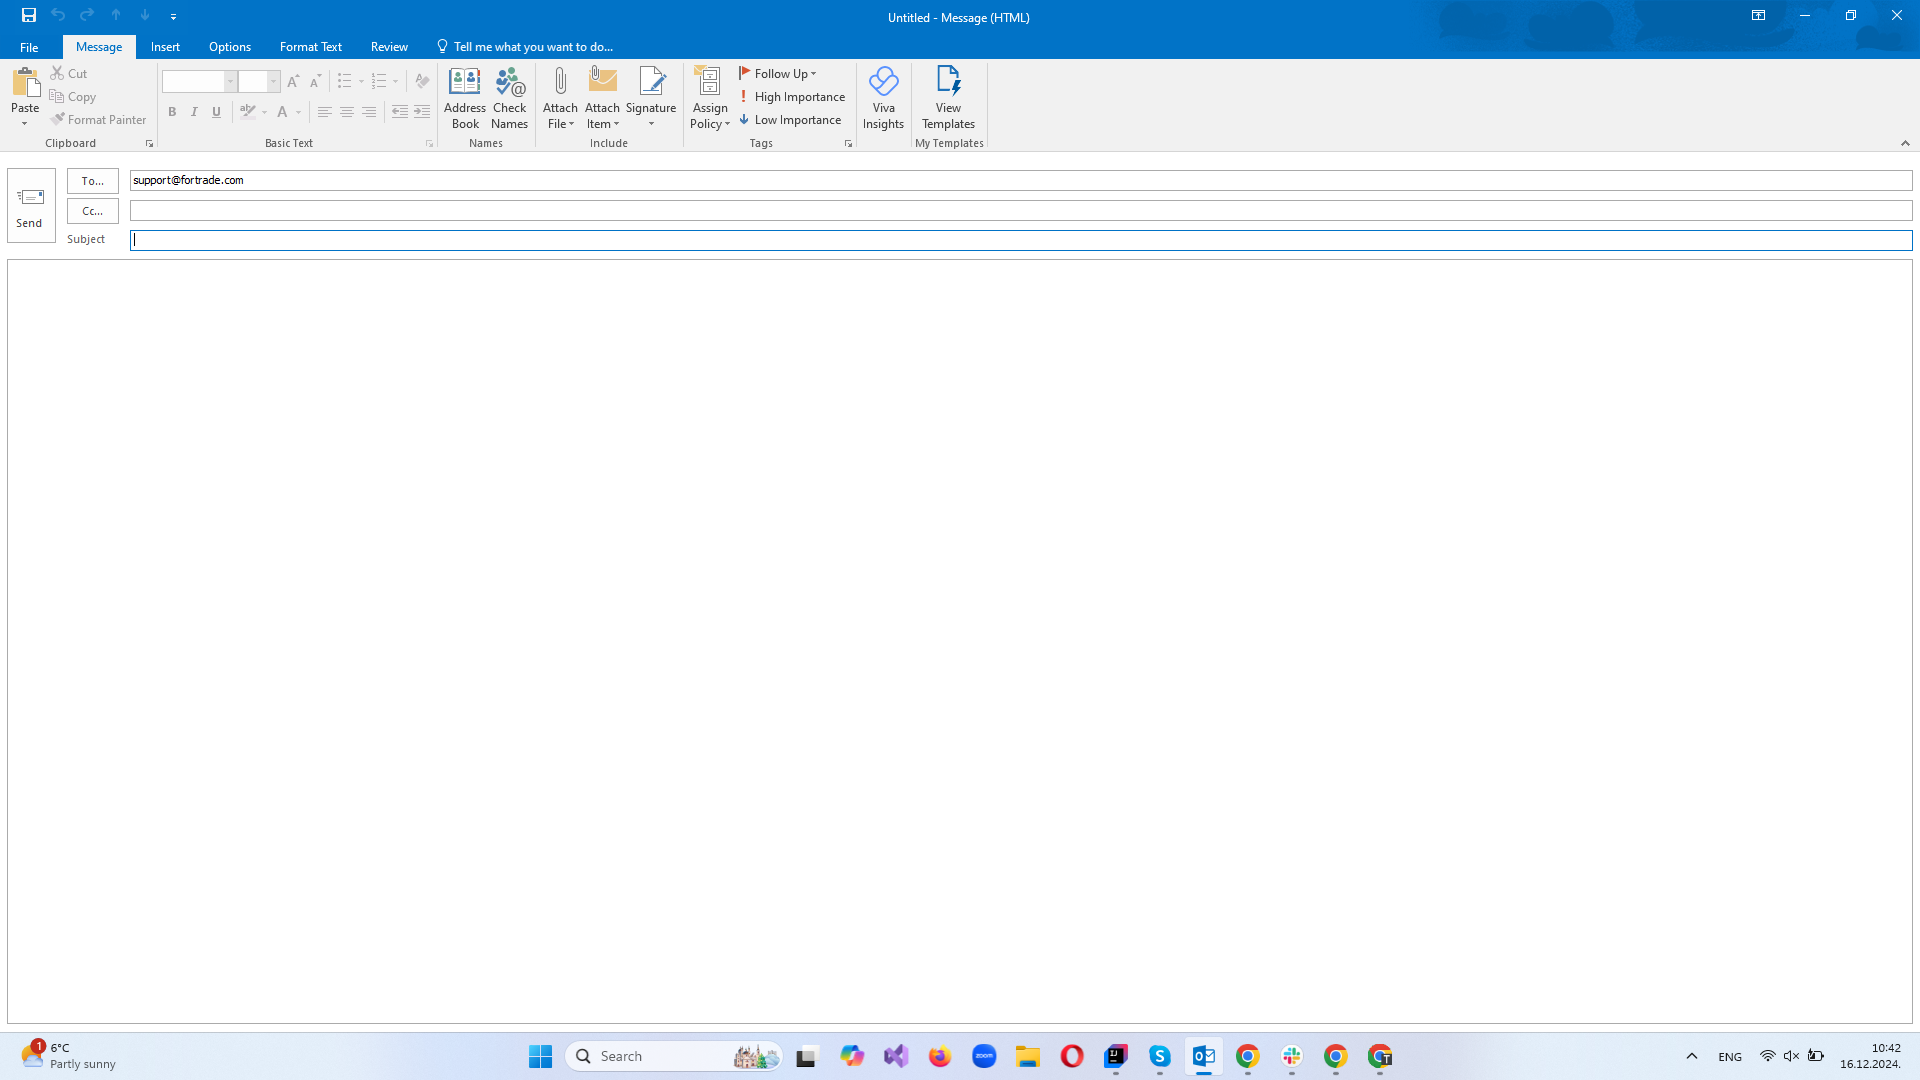 Untitled - Message (HTML)
File Message Insert Options Format Text Review Tell me what you want to do...
Paste
Cut
Copy
Format Painter
Clipboard
B I U
Basic Text
Address Book
Check Names
Names
Attach File
Attach Item
Signature
Include
Assign Policy
Follow Up
High Importance
Low Importance
Tags
Viva Insights
View Templates
My Templates
Send
To... support@fortrade.com
Cc...
Subject
1
6°C
Partly sunny
Search
zoom
ENG
10:42
16.12.2024.